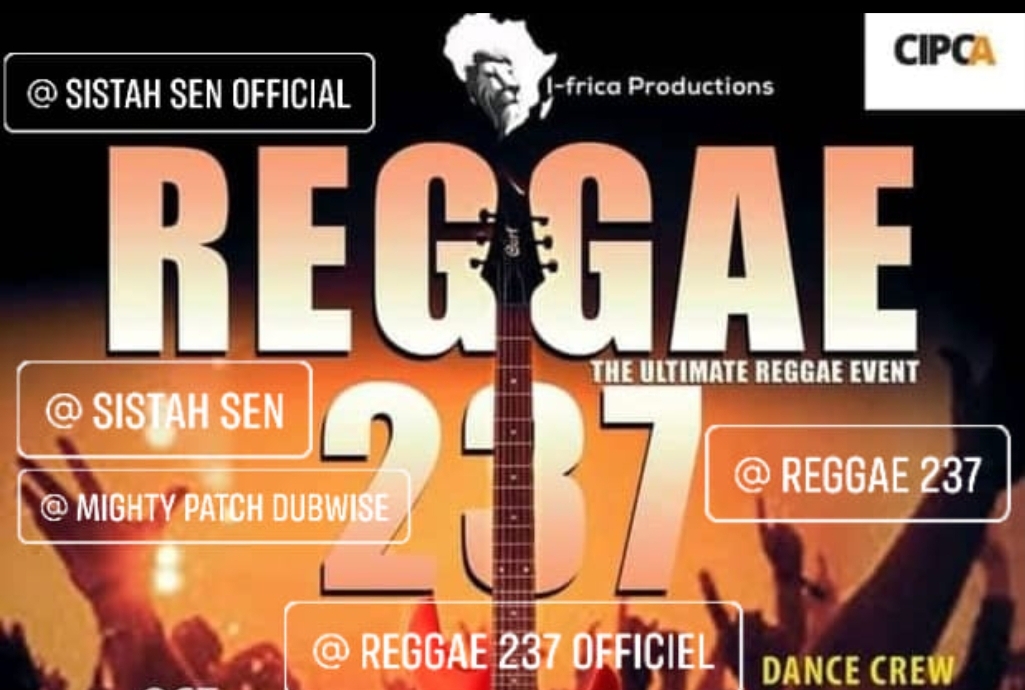 CIPCA
I-frica Productions
@ SISTAH SEN OFFICIAL
REGGAE
Cort
THE ULTIMATE REGGAE EVENT
@ SISTAH SEN
237
@ REGGAE 237
@ MIGHTY PATCH DUBWISE
@ REGGAE 237 OFFICIEL
DANCE CREW